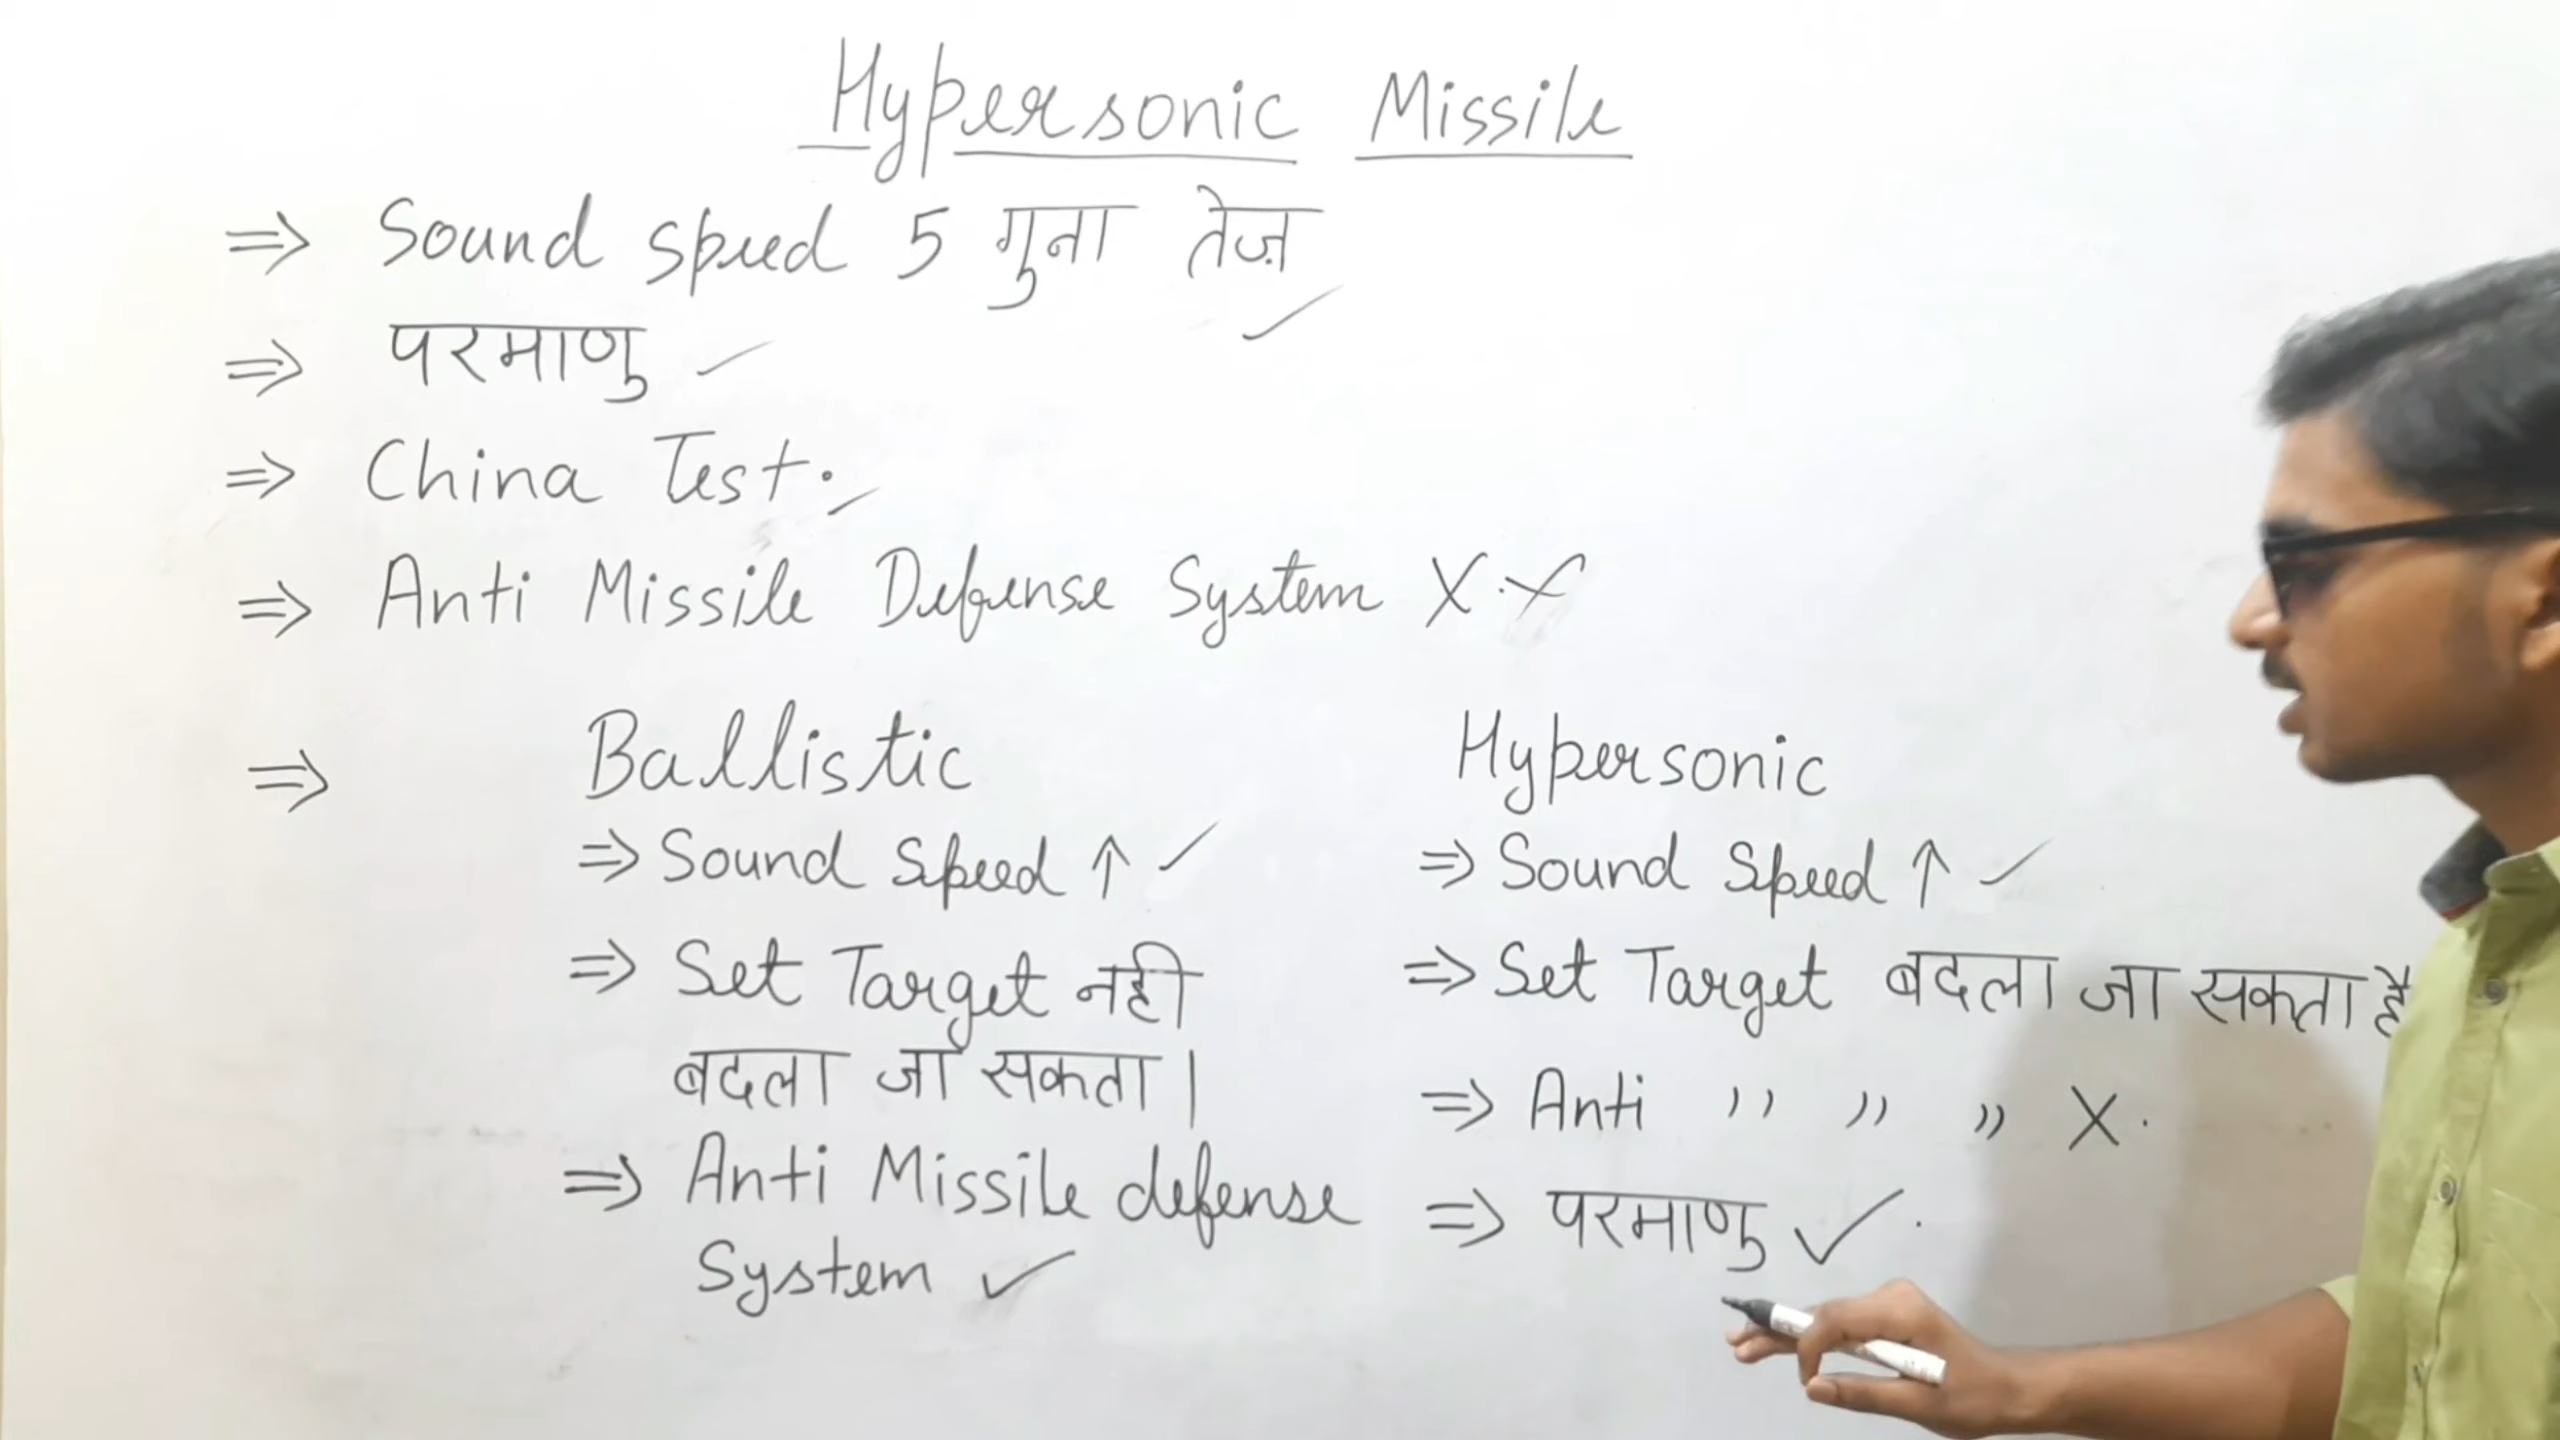 Hypersonic Missile
⇒ Sound speed 5 गुना तेज़ ✓
⇒ परमाणु ✓
⇒ China Test. ✓
⇒ Anti Missile Defense System X.X
⇒ Ballistic
⇒ Sound Speed ↑ ✓
⇒ Set Target नही
बदला जा सकता।
⇒ Anti Missile defense
System ✓
Hypersonic
⇒ Sound Speed ↑ ✓
⇒ Set Target बदला जा सकता है
⇒ Anti " " " X.
⇒ परमाणु ✓.